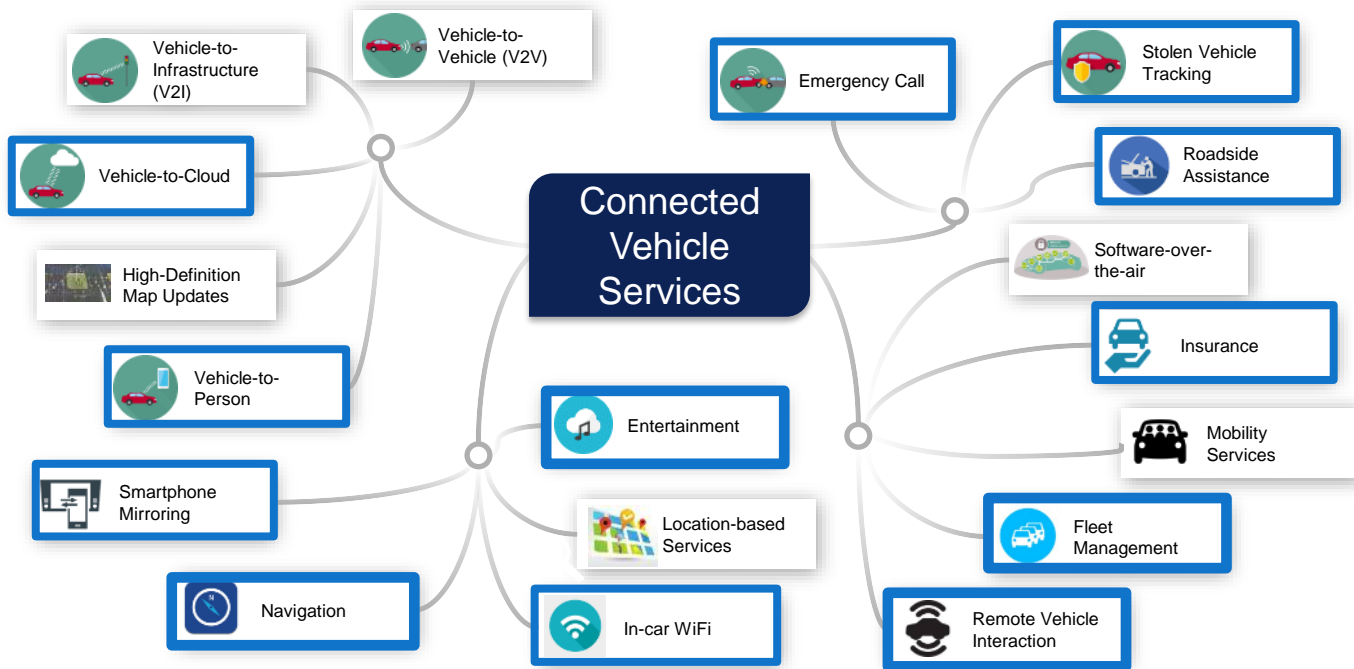 Vehicle-to-
Infrastructure
(V2I)
Vehicle-to-
Vehicle (V2V)
Emergency Call
Stolen Vehicle
Tracking
Vehicle-to-Cloud
Roadside
Assistance
Connected
Vehicle
Services
High-Definition
Map Updates
Software-over-
the-air
Vehicle-to-
Person
Insurance
Entertainment
Mobility
Services
Smartphone
Mirroring
Location-based
Services
Fleet
Management
N
Navigation
In-car WiFi
Remote Vehicle
Interaction